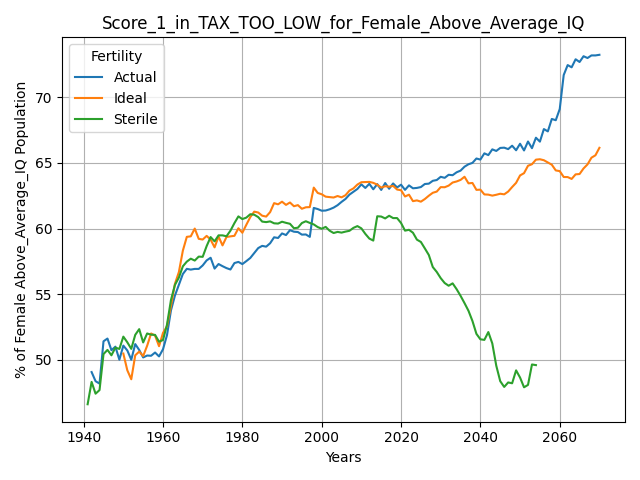 Score_1_in_TAX_TOO_LOW_for_Female_Above_Average_IQ
Fertility
Actual
Ideal
Sterile
% of Female Above_Average_IQ Population
70
65
60
55
50
1940 1960 1980 2000 2020 2040 2060
Years